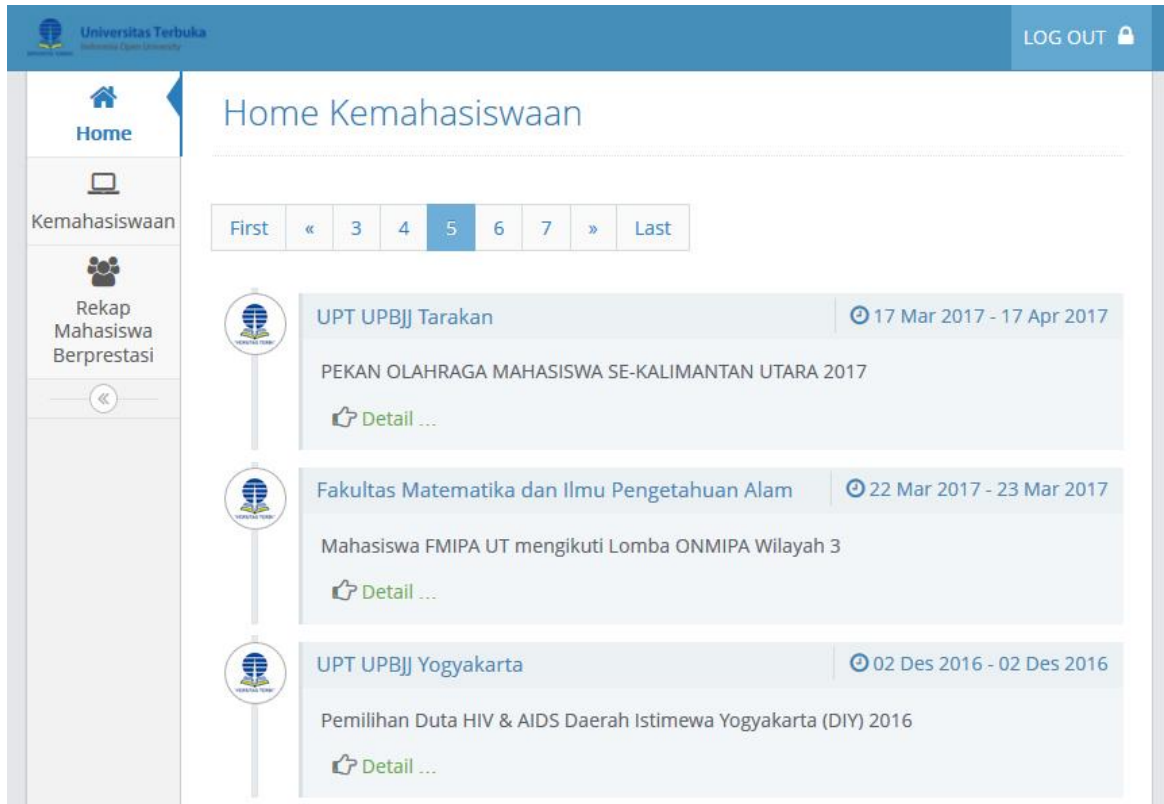 Universitas Terbuka
Indonesia Open University
LOG OUT
Home
Kemahasiswaan
Rekap
Mahasiswa
Berprestasi
Home Kemahasiswaan
First « 3 4 5 6 7 » Last
UPT UPBJJ Tarakan
17 Mar 2017 - 17 Apr 2017
PEKAN OLAHRAGA MAHASISWA SE-KALIMANTAN UTARA 2017
Detail ...
Fakultas Matematika dan Ilmu Pengetahuan Alam
22 Mar 2017 - 23 Mar 2017
Mahasiswa FMIPA UT mengikuti Lomba ONMIPA Wilayah 3
Detail ...
UPT UPBJJ Yogyakarta
02 Des 2016 - 02 Des 2016
Pemilihan Duta HIV & AIDS Daerah Istimewa Yogyakarta (DIY) 2016
Detail ...